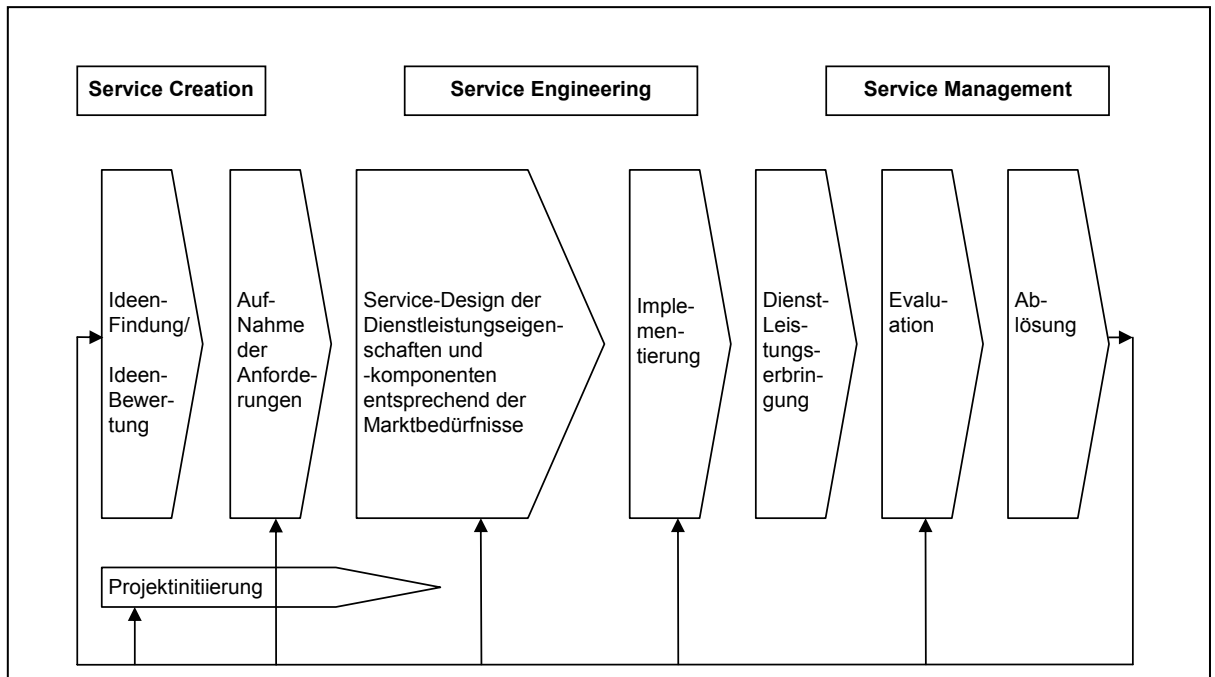 Service Creation
Service Engineering
Service Management
Ideen-
Findung/
Ideen-
Bewer-
tung
Auf-
Nahme
der
Anforde-
rungen
Service-Design der
Dienstleistungseigen-
schaften und
-komponenten
entsprechend der
Marktbedürfnisse
Imple-
men-
tierung
Dienst-
Leis-
tungs-
erbrin-
gung
Evalu-
ation
Ab-
lösung
Projektinitiierung